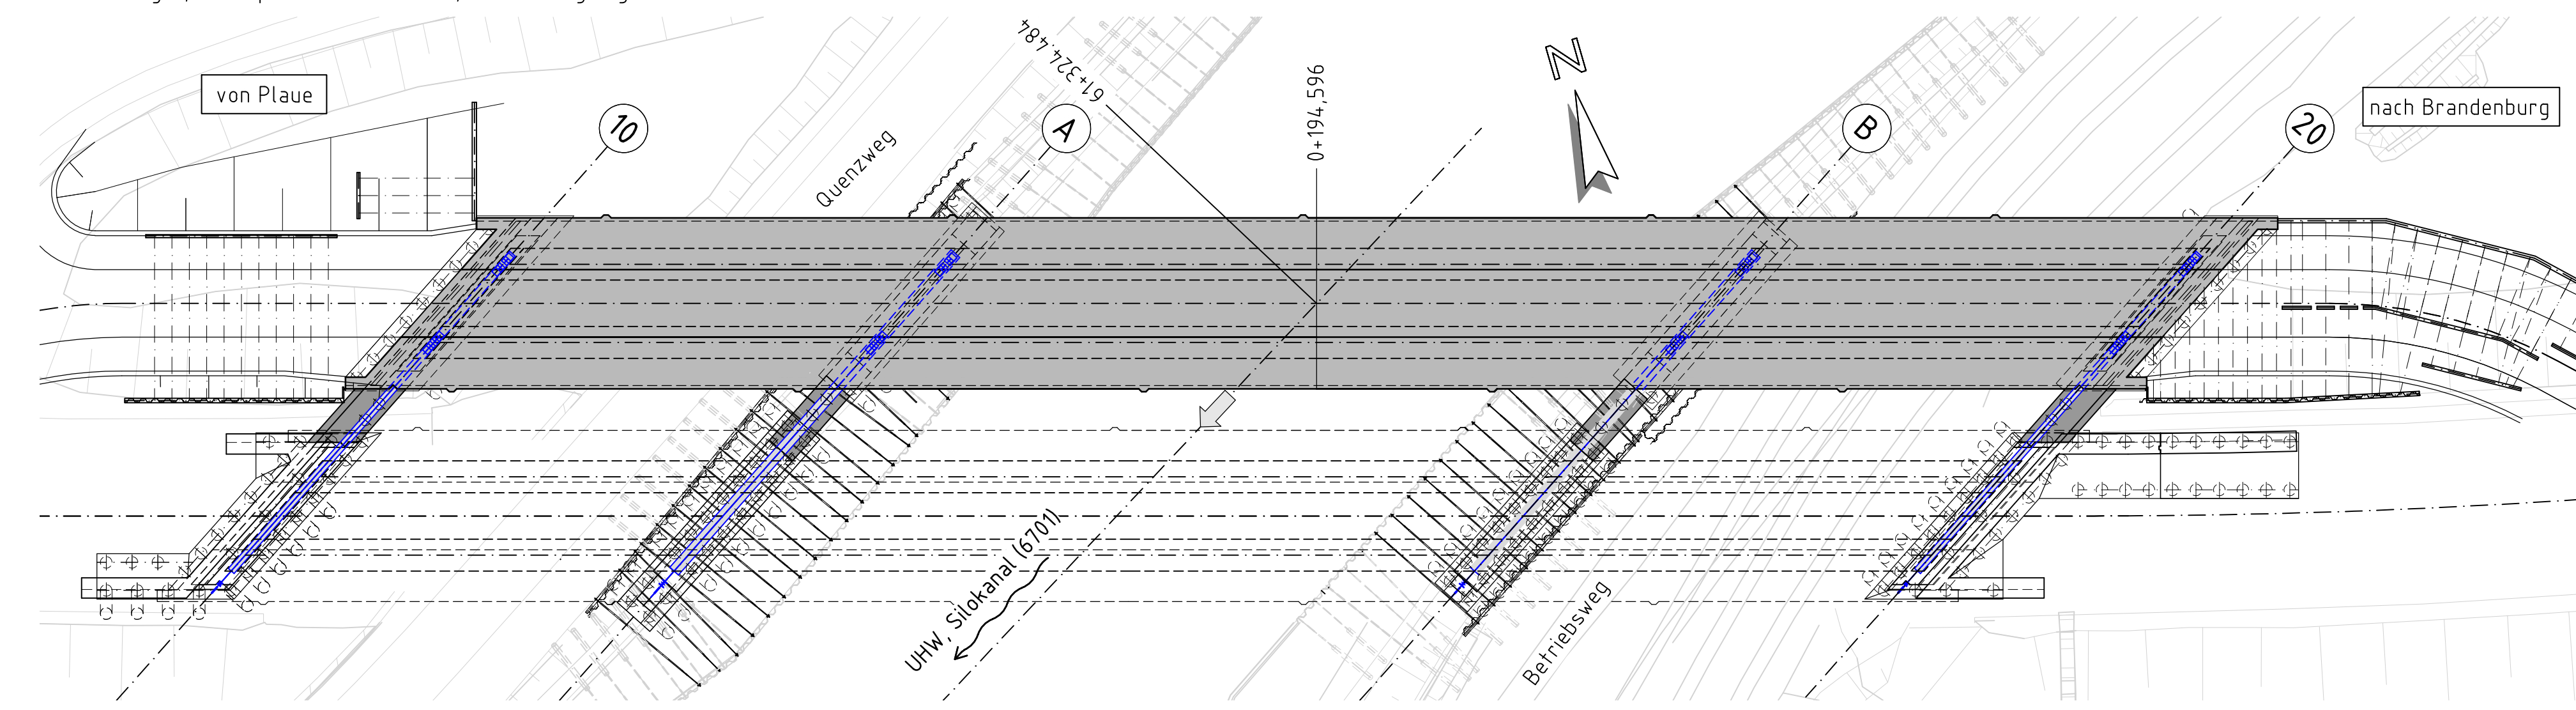 von Plaue
10
Quenzweg
A
61+324,484
0+194,596
N
B
20
nach Brandenburg
UHW, Silokanal (6701)
Betriebsweg